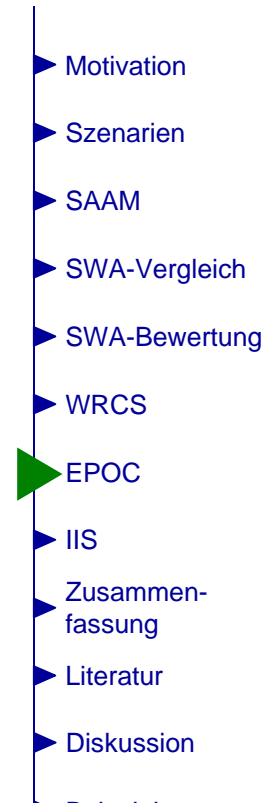 Motivation
Szenarien
SAAM
SWA-Vergleich
SWA-Bewertung
WRCS
EPOC
IIS
Zusammen-
fassung
Literatur
Diskussion